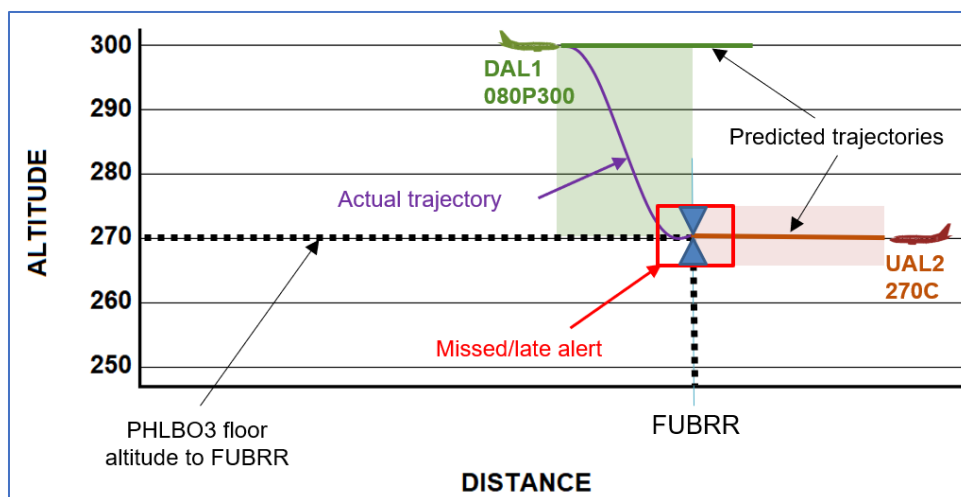 300
290
280
270
260
250
ALTITUDE
DAL1
080P300
Predicted trajectories
Actual trajectory
UAL2
270C
Missed/late alert
PHLBO3 floor
altitude to FUBRR
FUBRR
DISTANCE